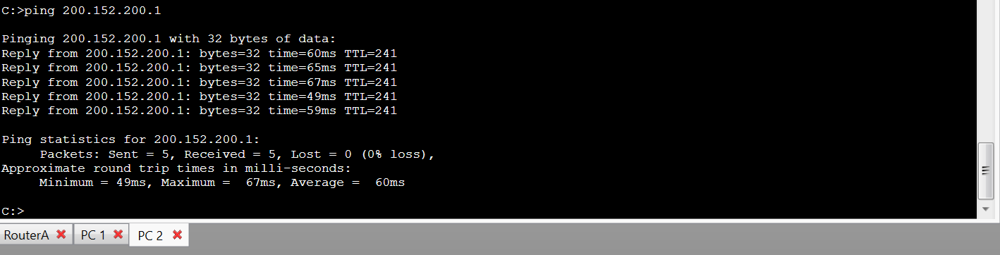 C:>ping 200.152.200.1
Pinging 200.152.200.1 with 32 bytes of data:
Reply from 200.152.200.1: bytes=32 time=60ms TTL=241
Reply from 200.152.200.1: bytes=32 time=65ms TTL=241
Reply from 200.152.200.1: bytes=32 time=67ms TTL=241
Reply from 200.152.200.1: bytes=32 time=49ms TTL=241
Reply from 200.152.200.1: bytes=32 time=59ms TTL=241
Ping statistics for 200.152.200.1:
Packets: Sent = 5, Received = 5, Lost = 0 (0% loss),
Approximate round trip times in milli-seconds:
Minimum = 49ms, Maximum =  67ms, Average =  60ms
C:>
RouterA PC 1 PC 2